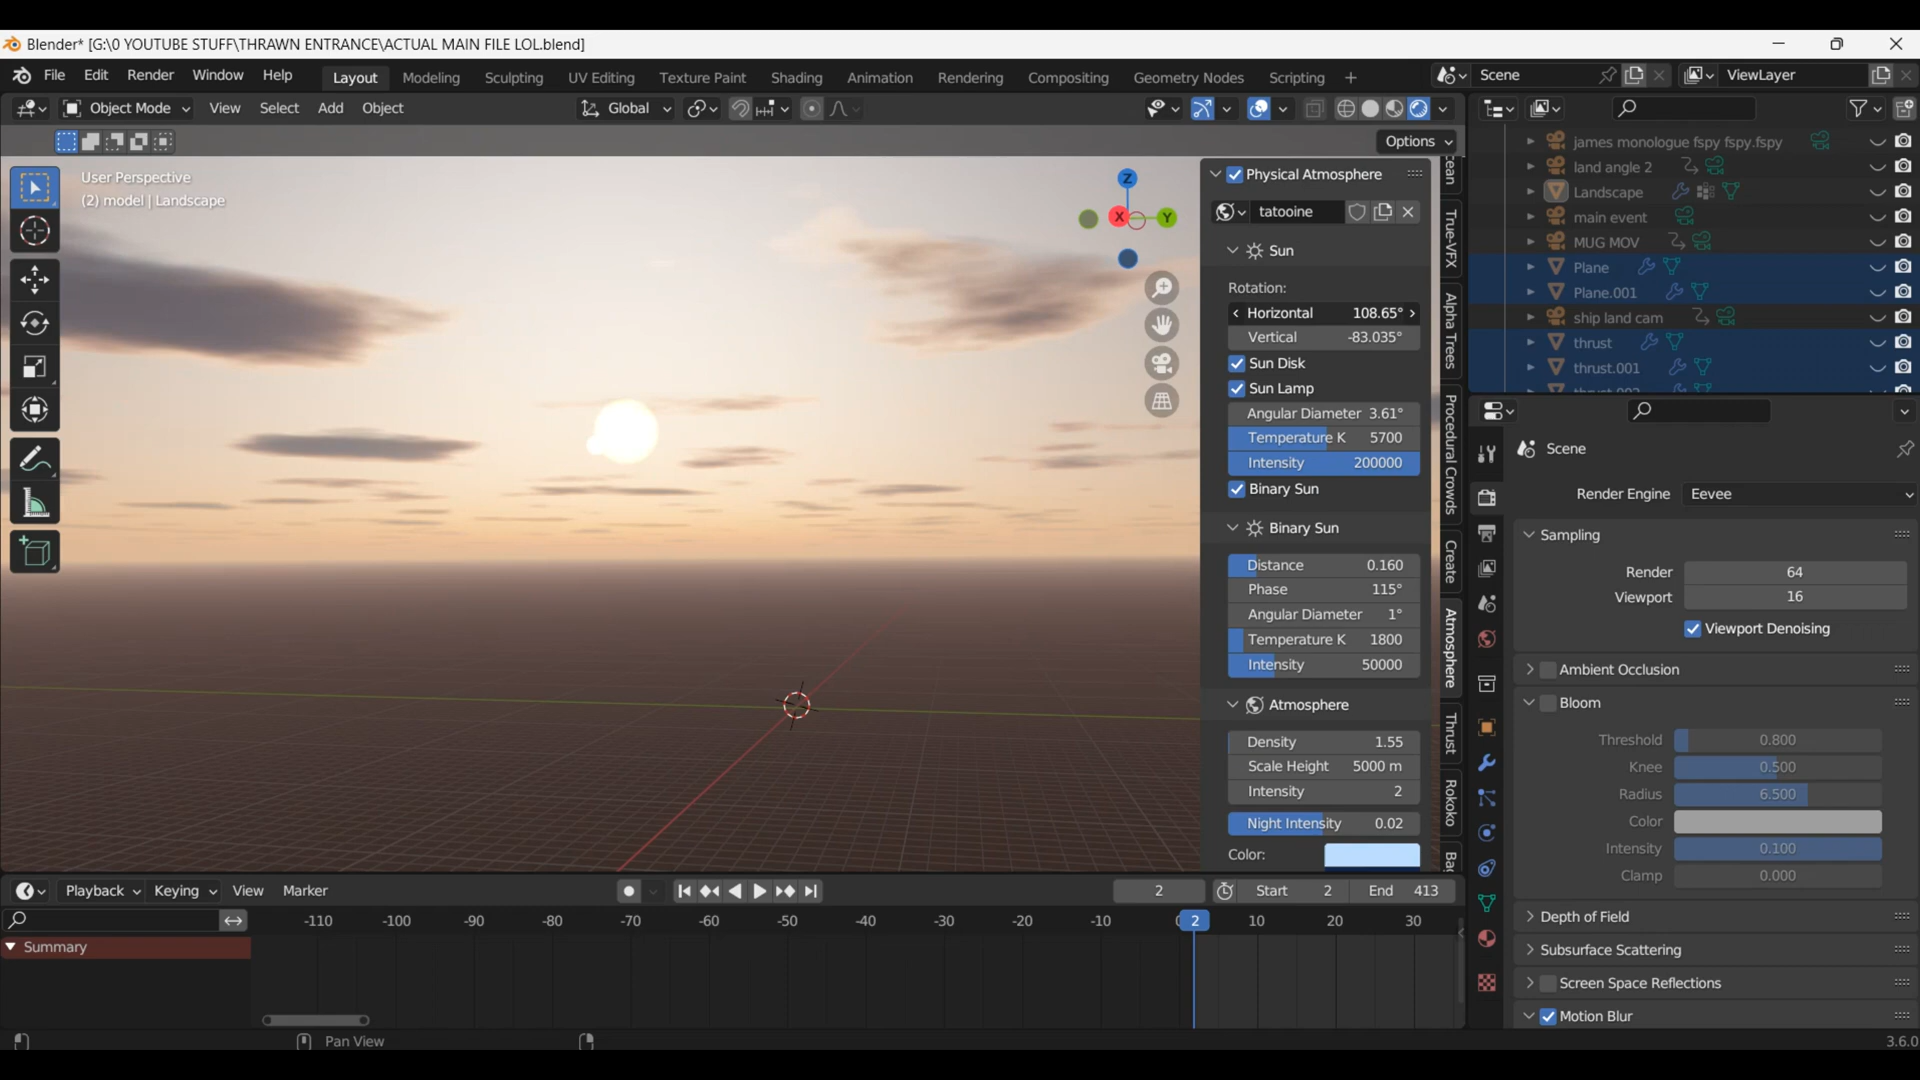 Blender* [G:\0 YOUTUBE STUFF\THRAWN ENTRANCE\ACTUAL MAIN FILE LOL.blend]
File Edit Render Window Help
Layout Modeling Sculpting UV Editing Texture Paint Shading Animation Rendering Compositing Geometry Nodes Scripting +
Scene
ViewLayer
Object Mode View Select Add Object
Global
Options
User Perspective
(2) model | Landscape
Z
X
Y
Physical Atmosphere
tatooine
Sun
Rotation:
Horizontal 108.65°
Vertical -83.035°
Sun Disk
Sun Lamp
Angular Diameter 3.61°
Temperature K 5700
Intensity 200000
Binary Sun
Binary Sun
Distance 0.160
Phase 115°
Angular Diameter 1°
Temperature K 1800
Intensity 50000
Atmosphere
Density 1.55
Scale Height 5000 m
Intensity 2
Night Intensity 0.02
Color:
True-VFX
Alpha Trees
Procedural Crowds
Create
Atmosphere
Thrust
Rokoko
james monologue fspy fspy.fspy
land angle 2
Landscape
main event
MUG MOV
Plane
Plane.001
ship land cam
thrust
thrust.001
Scene
Render Engine Eevee
Sampling
Render 64
Viewport 16
Viewport Denoising
Ambient Occlusion
Bloom
Threshold 0.800
Knee 0.500
Radius 6.500
Color
Intensity 0.100
Clamp 0.000
Depth of Field
Subsurface Scattering
Screen Space Reflections
Motion Blur
Playback Keying View Marker
2
Start 2 End 413
-110 -100 -90 -80 -70 -60 -50 -40 -30 -20 -10 2 10 20 30
Summary
Pan View
3.6.0